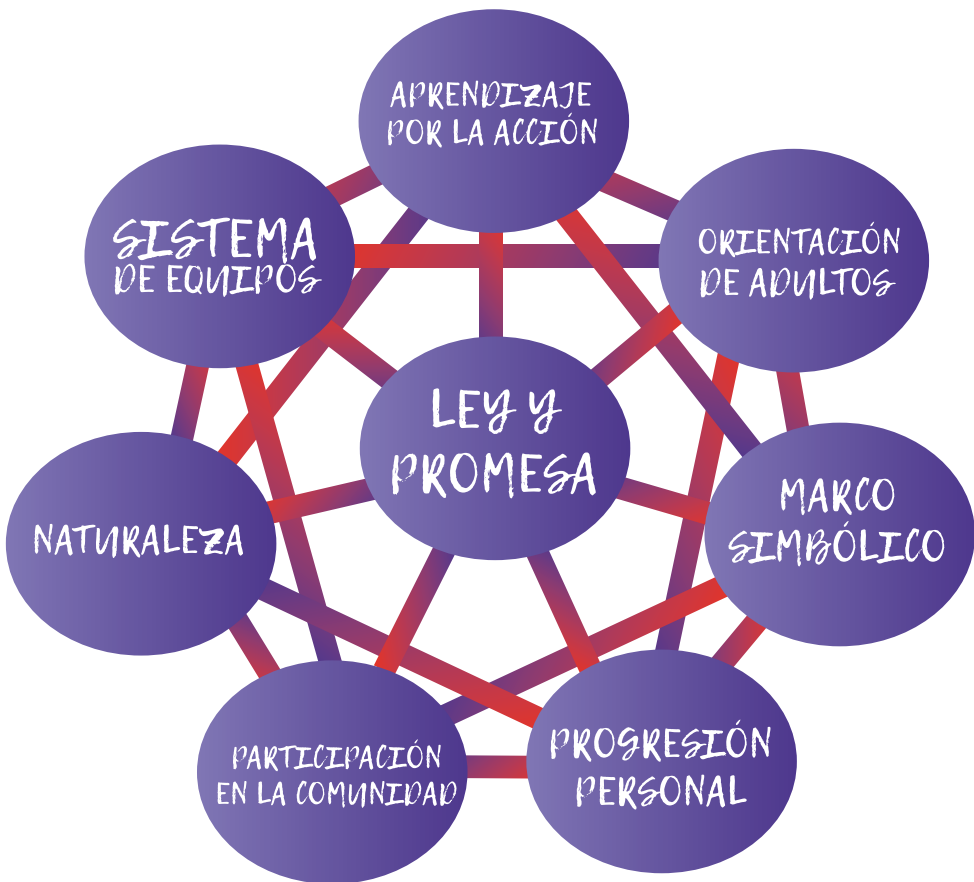 APRENDIZAJE
POR LA ACCIÓN
SISTEMA
DE EQUIPOS
ORIENTACIÓN
DE ADULTOS
LEY Y
PROMESA
NATURALEZA
MARCO
SIMBÓLICO
PARTICIPACIÓN
EN LA COMUNIDAD
PROGRESIÓN
PERSONAL